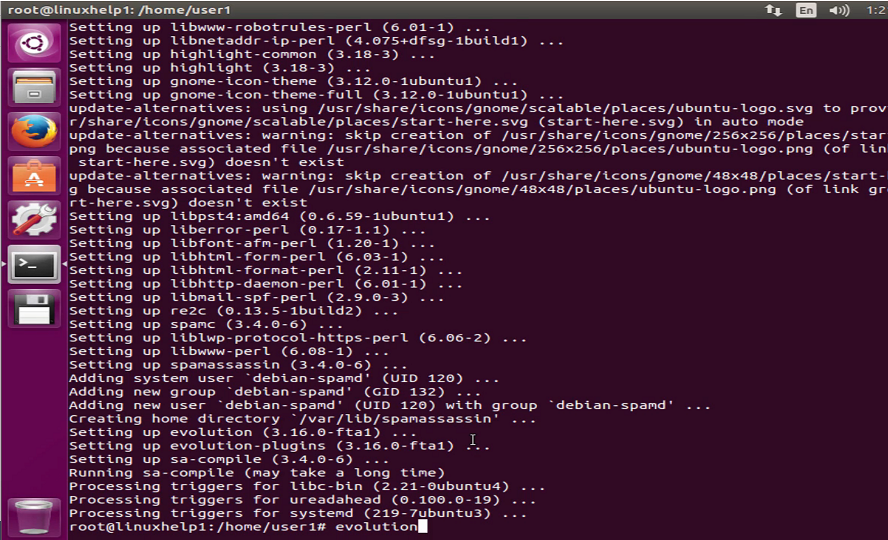 root@linuxhelp1: /home/user1
En
1:2
Setting up libwww-robotrules-perl (6.01-1) ...
Setting up libnetaddr-ip-perl (4.075+dfsg-1build1) ...
Setting up highlight-common (3.18-3) ...
Setting up highlight (3.18-3) ...
Setting up gnome-icon-theme (3.12.0-1ubuntu1) ...
Setting up gnome-icon-theme-full (3.12.0-1ubuntu1) ...
update-alternatives: using /usr/share/icons/gnome/scalable/places/ubuntu-logo.svg to prov
r/share/icons/gnome/scalable/places/start-here.svg (start-here.svg) in auto mode
update-alternatives: warning: skip creation of /usr/share/icons/gnome/256x256/places/star
png because associated file /usr/share/icons/gnome/256x256/places/ubuntu-logo.png (of lin
start-here.svg) doesn't exist
update-alternatives: warning: skip creation of /usr/share/icons/gnome/48x48/places/start-
g because associated file /usr/share/icons/gnome/48x48/places/ubuntu-logo.png (of link gr
rt-here.svg) doesn't exist
Setting up libpst4:amd64 (0.6.59-1ubuntu1) ...
Setting up liberror-perl (0.17-1.1) ...
Setting up libfont-afm-perl (1.20-1) ...
Setting up libhtml-form-perl (6.03-1) ...
Setting up libhtml-format-perl (2.11-1) ...
Setting up libhttp-daemon-perl (6.01-1) ...
Setting up libmail-spf-perl (2.9.0-3) ...
Setting up re2c (0.13.5-1build2) ...
Setting up spamc (3.4.0-6) ...
Setting up liblwp-protocol-https-perl (6.06-2) ...
Setting up libwww-perl (6.08-1) ...
Setting up spamassassin (3.4.0-6) ...
Adding system user `debian-spamd' (UID 120) ...
Adding new group `debian-spamd' (GID 132) ...
Adding new user `debian-spamd' (UID 120) with group `debian-spamd' ...
Creating home directory `/var/lib/spamassassin' ...
Setting up evolution (3.16.0-fta1) ...
Setting up evolution-plugins (3.16.0-fta1) ...
Setting up sa-compile (3.4.0-6) ...
Running sa-compile (may take a long time)
Processing triggers for libc-bin (2.21-0ubuntu4) ...
Processing triggers for ureadahead (0.100.0-19) ...
Processing triggers for systemd (219-7ubuntu3) ...
root@linuxhelp1:/home/user1# evolution